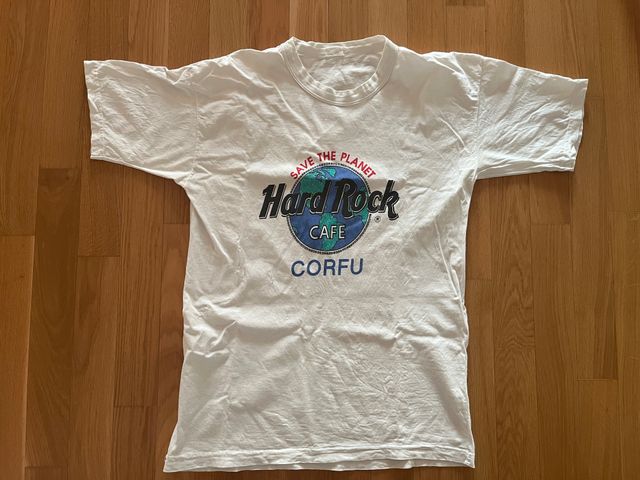 SAVE THE PLANET
Hard Rock
CAFE
®
CORFU